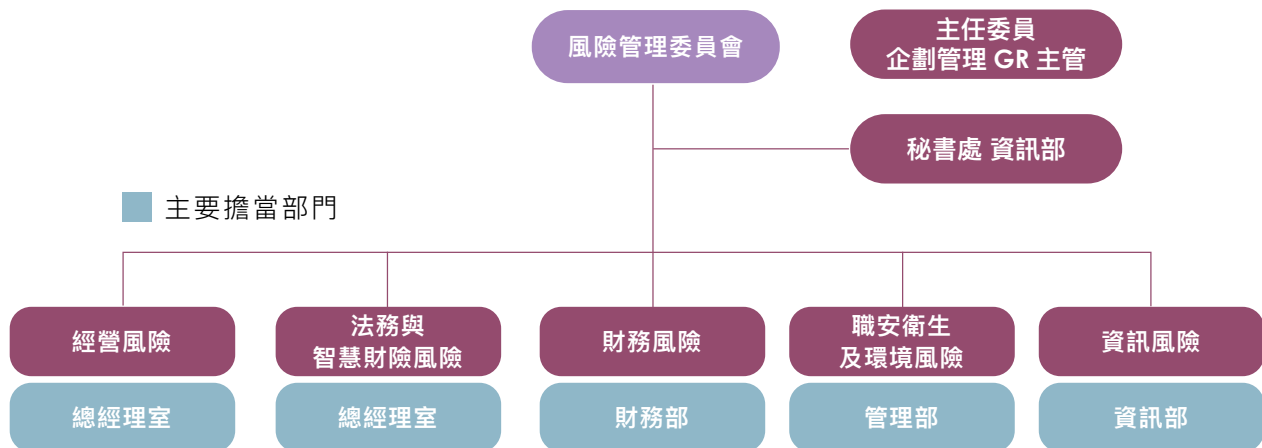 風險管理委員會
主任委員
企劃管理 GR 主管
秘書處 資訊部
主要擔當部門
經營風險
法務與
智慧財險風險
財務風險
職安衛生
及環境風險
資訊風險
總經理室
總經理室
財務部
管理部
資訊部